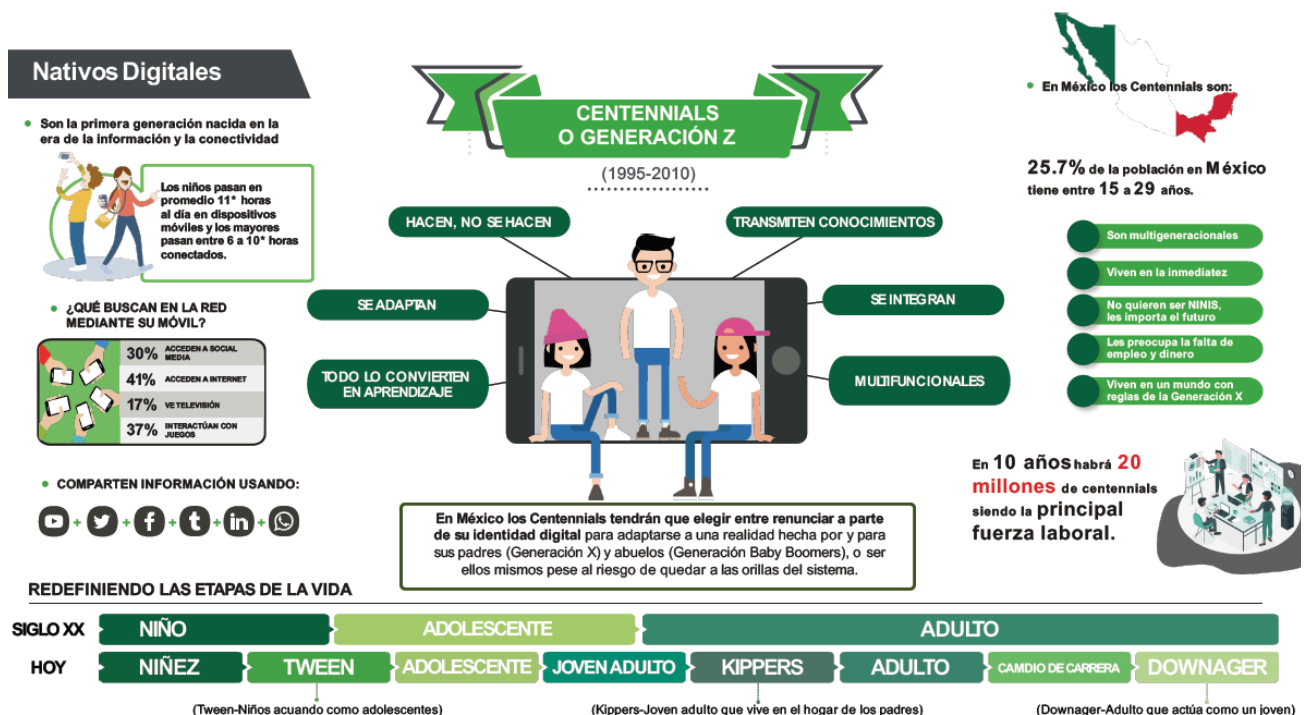 Nativos Digitales
Son la primera generación nacida en la
era de la información y la conectividad
Los niños pasan en
promedio 11* horas
al día en dispositivos
móviles y los mayores
pasan entre 6 a 10* horas
conectados.
¿QUÉ BUSCAN EN LA RED
MEDIANTE SU MÓVIL?
30% ACCEDEN A SOCIAL
MEDIA
41% ACCEDEN A INTERNET
17% VE TELEVISIÓN
37% INTERACTÚAN CON
JUEGOS
COMPARTEN INFORMACIÓN USANDO:
+ + + + +
CENTENNIALS
O GENERACIÓN Z
(1995-2010)
HACEN, NO SE HACEN
TRANSMITEN CONOCIMIENTOS
SE ADAPTAN
SE INTEGRAN
TODO LO CONVIERTEN
EN APRENDIZAJE
MULTIFUNCIONALES
En México los Centennials tendrán que elegir entre renunciar a parte
de su identidad digital para adaptarse a una realidad hecha por y para
sus padres (Generación X) y abuelos (Generación Baby Boomers), o ser
ellos mismos pese al riesgo de quedar a las orillas del sistema.
En México los Centennials son:
25.7% de la población en México
tiene entre 15 a 29 años.
Son multigeneracionales
Viven en la inmediatez
No quieren ser NINIS,
les importa el futuro
Les preocupa la falta de
empleo y dinero
Viven en un mundo con
reglas de la Generación X
En 10 años habrá 20
millones de centennials
siendo la principal
fuerza laboral.
REDEFINIENDO LAS ETAPAS DE LA VIDA
SIGLO XX NIÑO ADOLESCENTE ADULTO
HOY NIÑEZ TWEEN ADOLESCENTE JOVEN ADULTO KIPPERS ADULTO CAMDIO DE CARRERA DOWNAGER
(Tween-Niños acuando como adolescentes) (Kippers-Joven adulto que vive en el hogar de los padres) (Downager-Adulto que actúa como un joven)